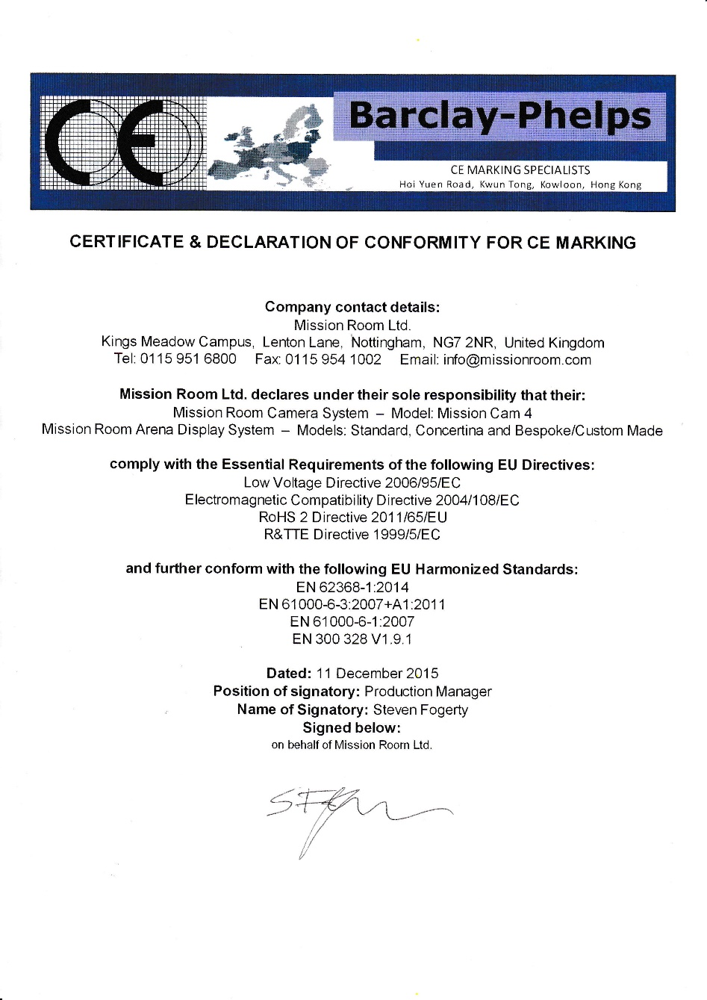 CE
Barclay-Phelps
CE MARKING SPECIALISTS
Hoi Yuen Road, Kwun Tong, Kowloon, Hong Kong
CERTIFICATE & DECLARATION OF CONFORMITY FOR CE MARKING
Company contact details:
Mission Room Ltd.
Kings Meadow Campus, Lenton Lane, Nottingham, NG7 2NR, United Kingdom
Tel: 0115 951 6800 Fax: 0115 954 1002 Email: info@missionroom.com
Mission Room Ltd. declares under their sole responsibility that their:
Mission Room Camera System – Model: Mission Cam 4
Mission Room Arena Display System – Models: Standard, Concertina and Bespoke/Custom Made
comply with the Essential Requirements of the following EU Directives:
Low Voltage Directive 2006/95/EC
Electromagnetic Compatibility Directive 2004/108/EC
RoHS 2 Directive 2011/65/EU
R&TTE Directive 1999/5/EC
and further conform with the following EU Harmonized Standards:
EN 62368-1:2014
EN 61000-6-3:2007+A1:2011
EN 61000-6-1:2007
EN 300 328 V1.9.1
Dated: 11 December 2015
Position of signatory: Production Manager
Name of Signatory: Steven Fogerty
Signed below:
on behalf of Mission Room Ltd.